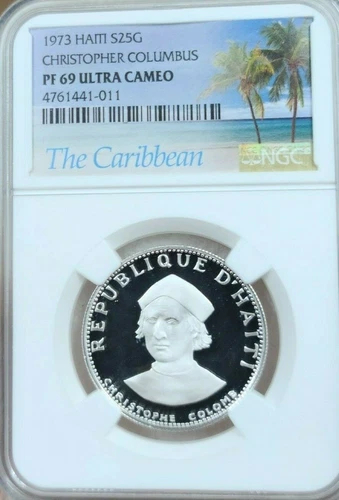 1973 HAITI S25G
CHRISTOPHER COLUMBUS
PF 69 ULTRA CAMEO
4761441-011
The Caribbean
NGC
REPUBLIQUE D'HAITI
CHRISTOPHE COLOMB